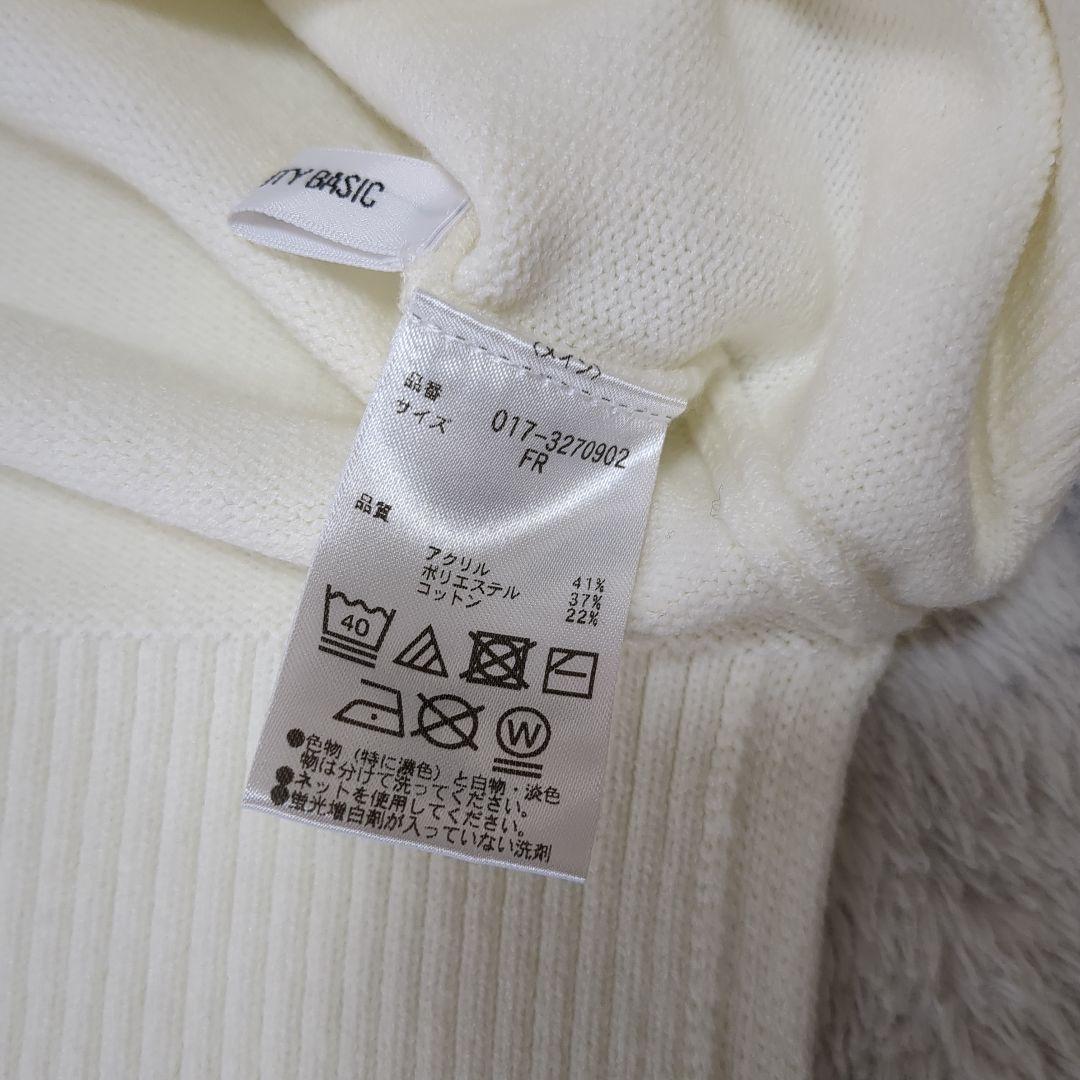 TY BASIC
(メイン)
品番 017-3270902
サイズ FR
品質
アクリル 41%
ポリエステル 37%
コットン 22%
40
W
●色物(特に濃色)と白物・淡色
物は分けて洗ってください。
●ネットを使用してください。
●蛍光増白剤が入っていない洗剤